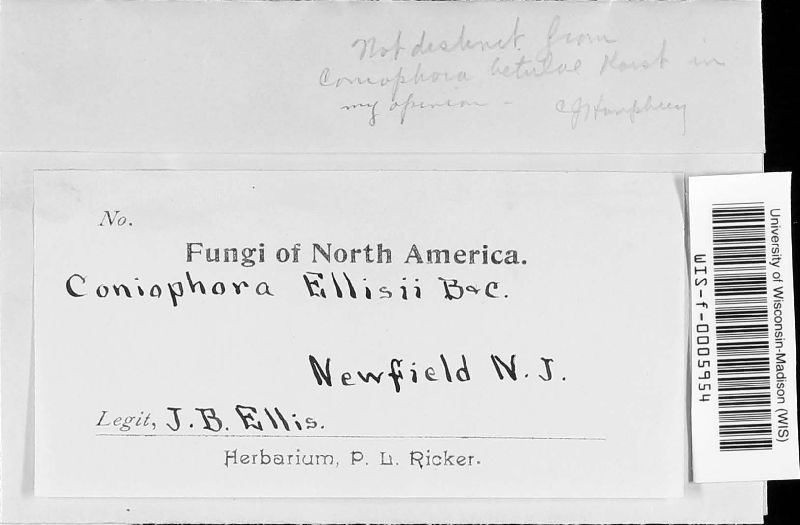 Not distinct from
Coniophora betulae Karst in
my opinion - CJ Humphrey
No.
Fungi of North America.
Coniophora Ellisii B&C.
Newfield N.J.
Legit, J.B. Ellis.
Herbarium, P. L. Ricker.
University of Wisconsin-Madison (WIS)
WIS-f-0005954